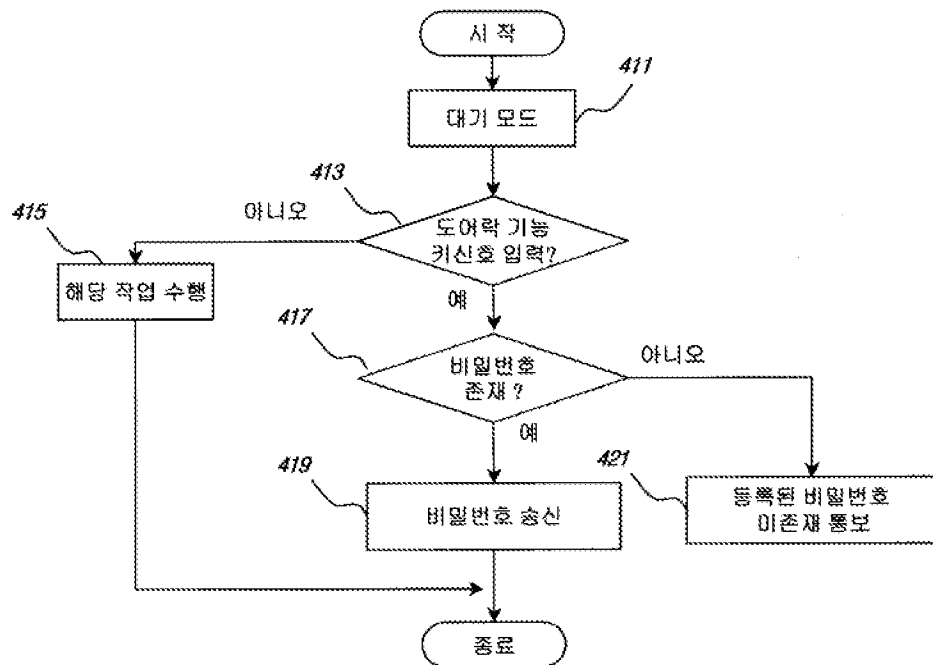 시 작
411
대기 모드
413
415
아니오
도어락 기능
키신호 입력?
해당 작업 수행
예
417
아니오
비밀번호
존재 ?
예
419
421
비밀번호 송신
등록된 비밀번호
미존재 통보
종료